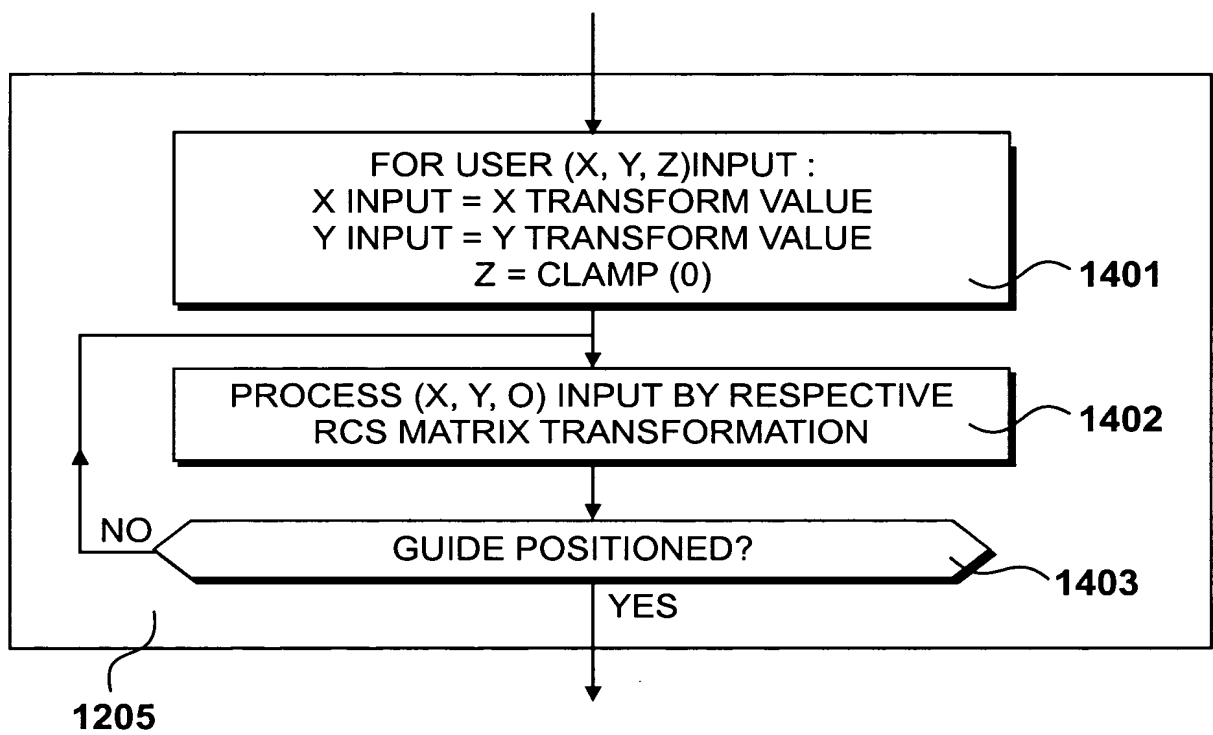 FOR USER (X, Y, Z)INPUT :
X INPUT = X TRANSFORM VALUE
Y INPUT = Y TRANSFORM VALUE
Z = CLAMP (0)
1401
PROCESS (X, Y, O) INPUT BY RESPECTIVE
RCS MATRIX TRANSFORMATION
1402
NO
GUIDE POSITIONED?
1403
YES
1205